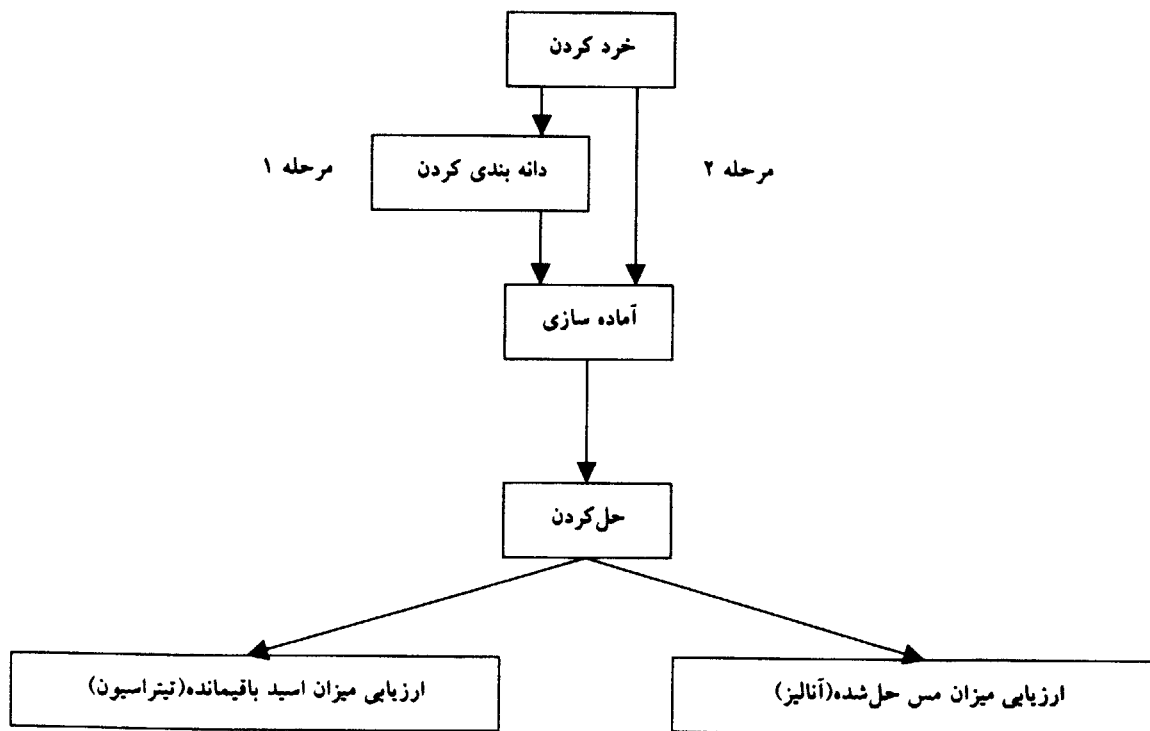 خرد کردن
دانه بندی کردن
مرحله ۱
مرحله ۲
آماده سازی
حل‌کردن
ارزیابی میزان مس حل‌شده(آنالیز)
ارزیابی میزان اسید باقیمانده(تیتراسیون)